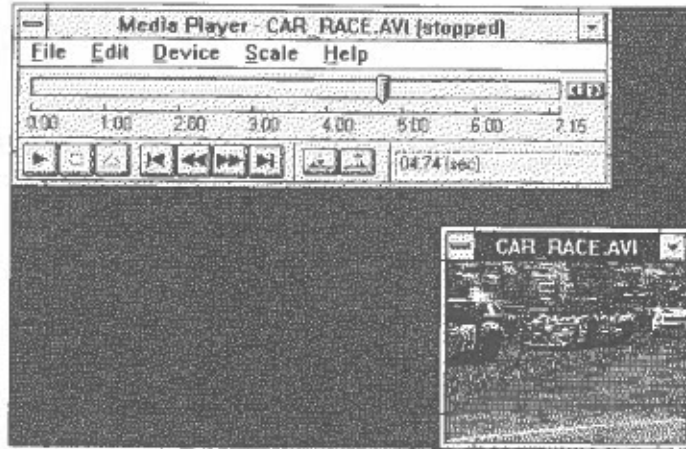 Media Player - CAR_RACE.AVI (stopped)
File Edit Device Scale Help
0.00 1.00 2.00 3.00 4.00 5.00 6.00 7.15
04.74 (sec)
CAR_RACE.AVI